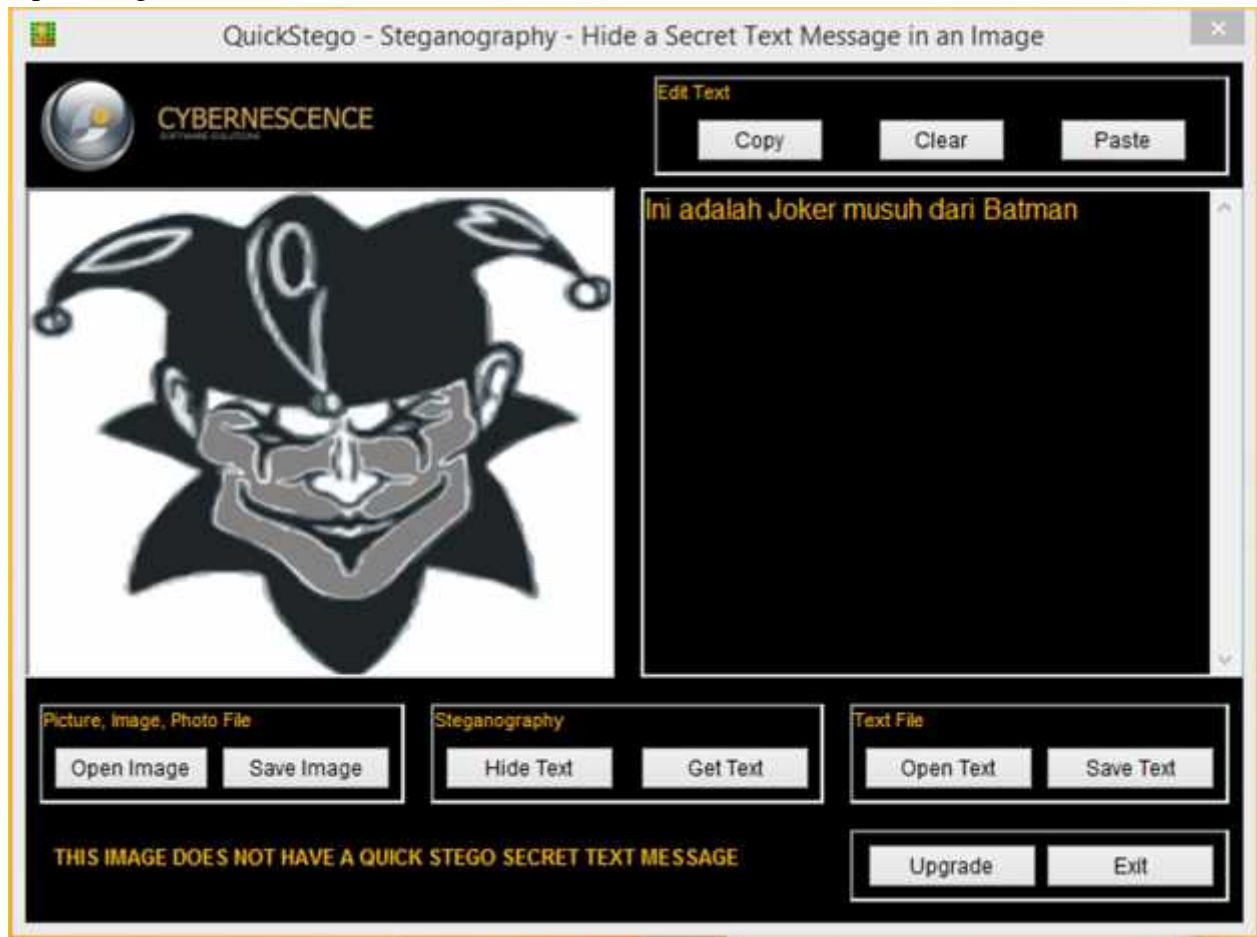 QuickStego - Steganography - Hide a Secret Text Message in an Image
CYBERNESCENCE
SOFTWARE SOLUTIONS
Edit Text
Copy Clear Paste
Ini adalah Joker musuh dari Batman
Picture, Image, Photo File
Open Image Save Image
Steganography
Hide Text Get Text
Text File
Open Text Save Text
THIS IMAGE DOES NOT HAVE A QUICK STEGO SECRET TEXT MESSAGE
Upgrade Exit